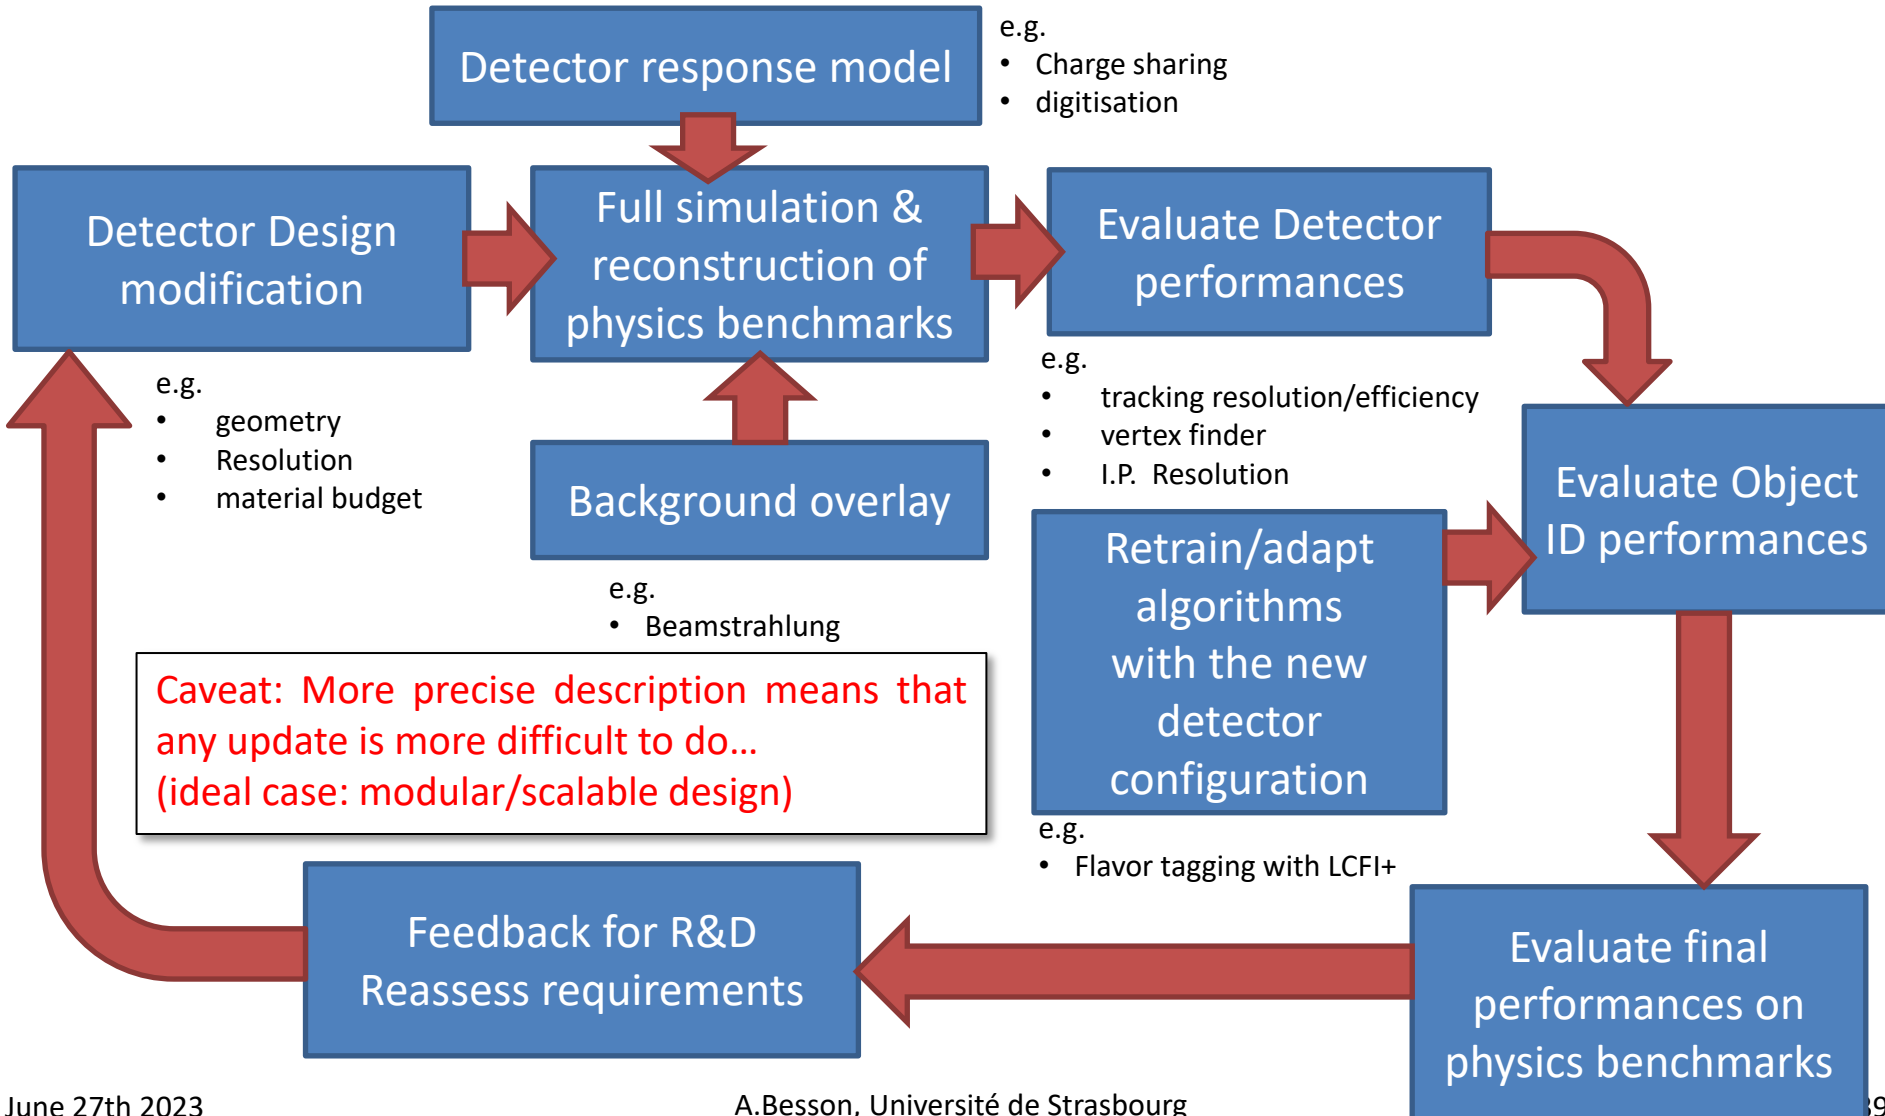 Detector response model
e.g.
• Charge sharing
• digitisation
Detector Design
modification
Full simulation &
reconstruction of
physics benchmarks
Evaluate Detector
performances
e.g.
• geometry
• Resolution
• material budget
Background overlay
e.g.
• Beamstrahlung
e.g.
• tracking resolution/efficiency
• vertex finder
• I.P. Resolution
Evaluate Object
ID performances
Retrain/adapt
algorithms
with the new
detector
configuration
e.g.
• Flavor tagging with LCFI+
Caveat: More precise description means that
any update is more difficult to do...
(ideal case: modular/scalable design)
Feedback for R&D
Reassess requirements
Evaluate final
performances on
physics benchmarks
June 27th 2023
A.Besson, Université de Strasbourg